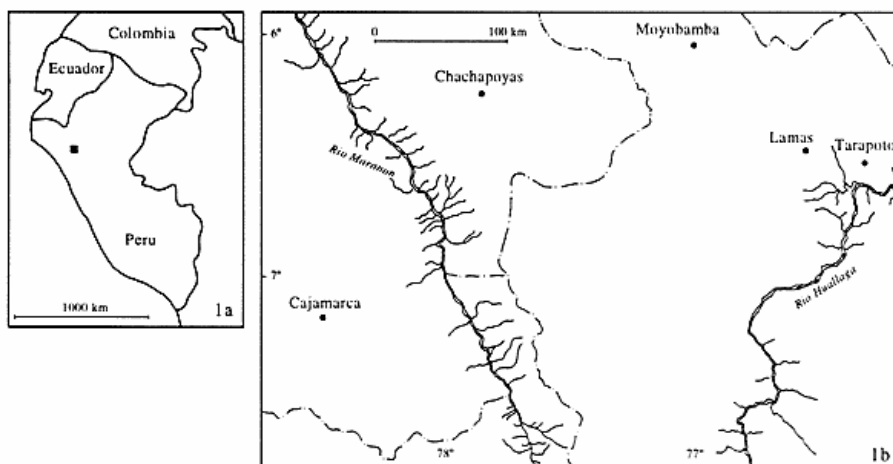 Colombia
Ecuador
Peru
1000 km
1a
6°
0 100 km
Moyobamba
Chachapoyas
Lamas
Tarapoto
Rio Maranon
7°
Rio Huallaga
Cajamarca
78°
77°
1b